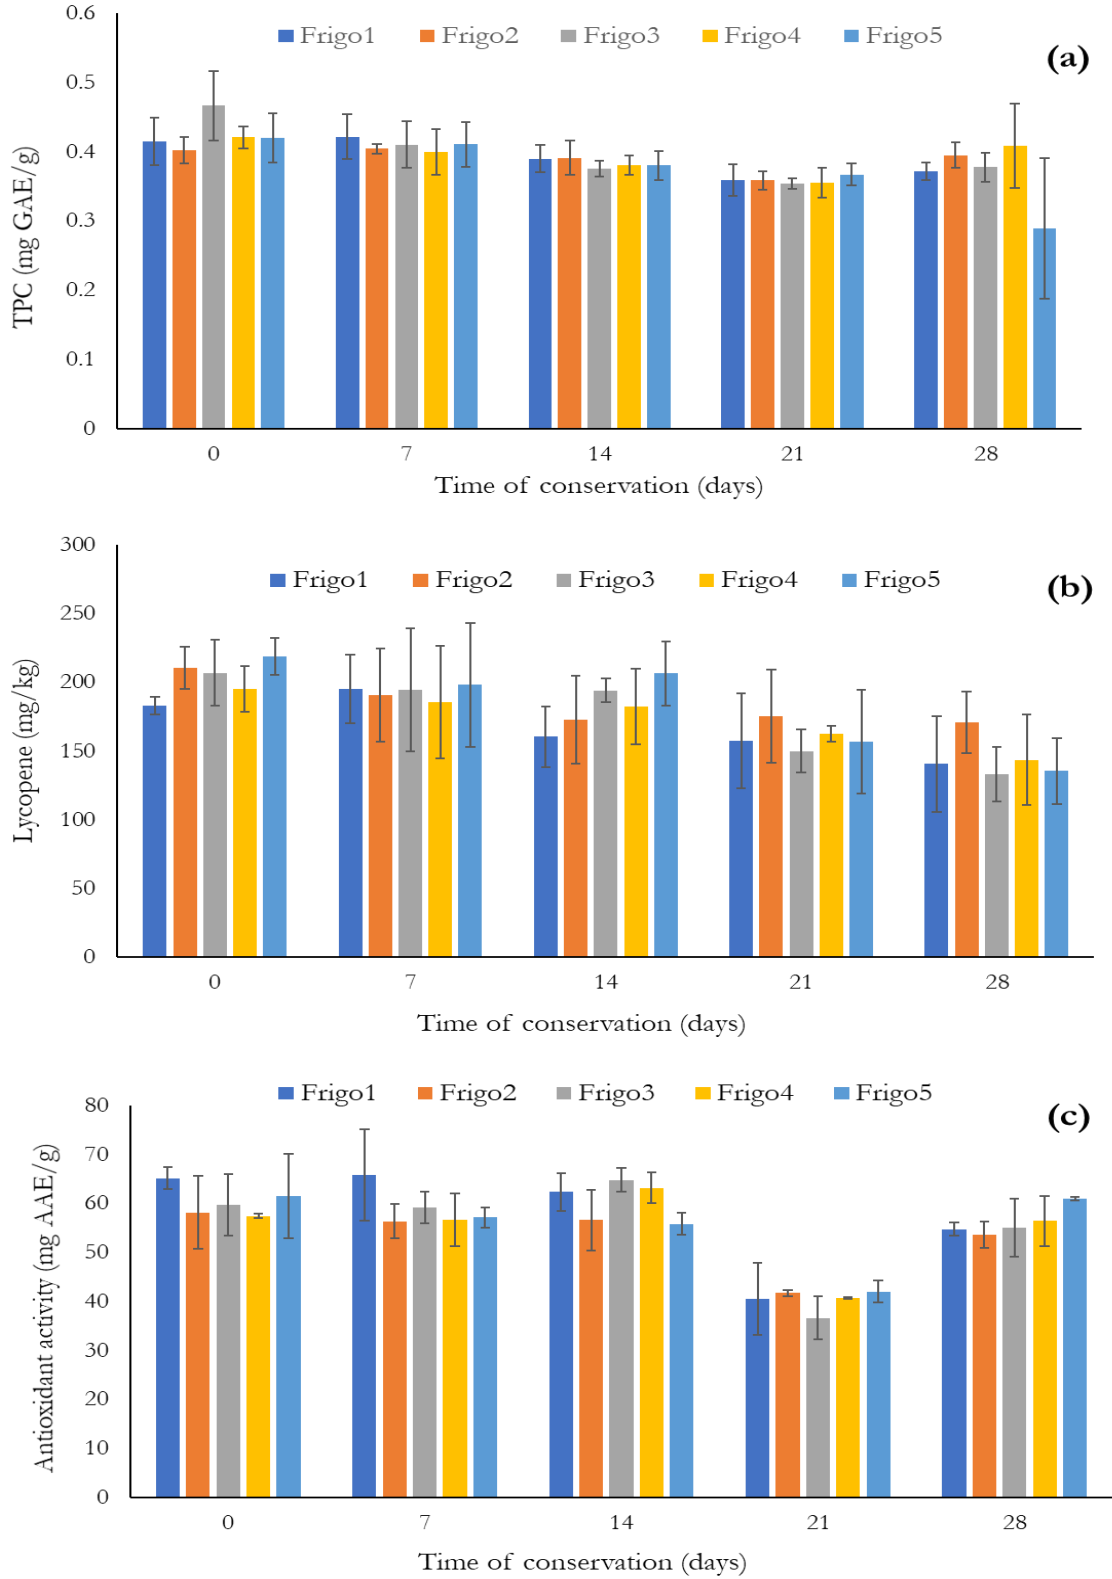 0.6
Frigo1 Frigo2 Frigo3 Frigo4 Frigo5
(a)
0.5
0.4
0.3
0.2
0.1
0
TPC (mg GAE/g)
0 7 14 21 28
Time of conservation (days)
300
Frigo1 Frigo2 Frigo3 Frigo4 Frigo5
(b)
250
200
150
100
50
0
Lycopene (mg/kg)
0 7 14 21 28
Time of conservation (days)
Frigo1 Frigo2 Frigo3 Frigo4 Frigo5
80
(c)
70
60
50
40
30
20
10
0
Antioxidant activity (mg AAE/g)
0 7 14 21 28
Time of conservation (days)